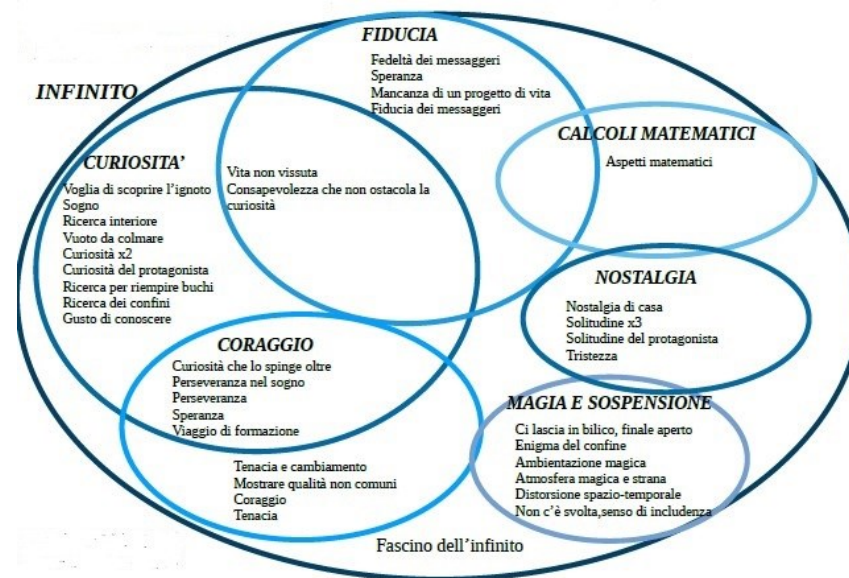 FIDUCIA
Fedeltà dei messaggeri
Speranza
Mancanza di un progetto di vita
Fiducia dei messaggeri
INFINITO
CALCOLI MATEMATICI
Aspetti matematici
CURIOSITA’
Voglia di scoprire l’ignoto
Sogno
Ricerca interiore
Vuoto da colmare
Curiosità x2
Curiosità del protagonista
Ricerca per riempire buchi
Ricerca dei confini
Gusto di conoscere
Vita non vissuta
Consapevolezza che non ostacola la
curiosità
NOSTALGIA
Nostalgia di casa
Solitudine x3
Solitudine del protagonista
Tristezza
CORAGGIO
Curiosità che lo spinge oltre
Perseveranza nel sogno
Perseveranza
Speranza
Viaggio di formazione
Tenacia e cambiamento
Mostrare qualità non comuni
Coraggio
Tenacia
MAGIA E SOSPENSIONE
Ci lascia in bilico, finale aperto
Enigma del confine
Ambientazione magica
Atmosfera magica e strana
Distorsione spazio-temporale
Non c’è svolta,senso di includenza
Fascino dell’infinito